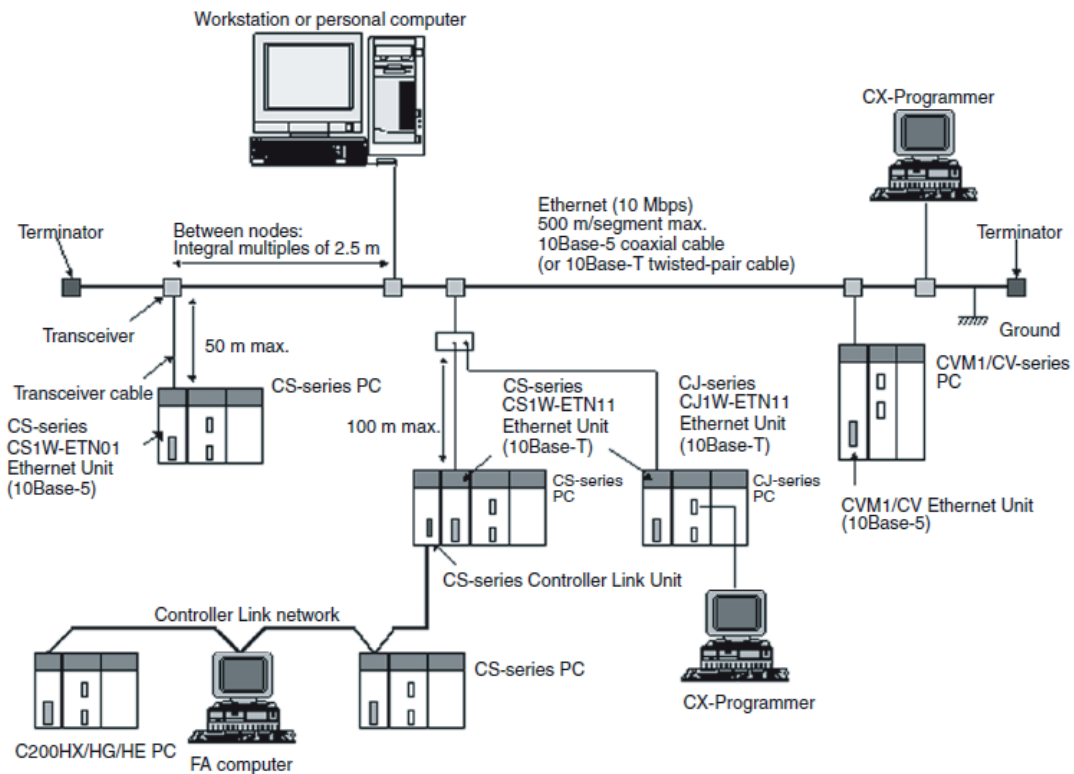 Workstation or personal computer
CX-Programmer
Ethernet (10 Mbps)
500 m/segment max.
10Base-5 coaxial cable
(or 10Base-T twisted-pair cable)
Terminator
Between nodes:
Integral multiples of 2.5 m
Terminator
Transceiver
50 m max.
Ground
Transceiver cable
CS-series PC
CVM1/CV-series
PC
CS-series
CS1W-ETN01
Ethernet Unit
(10Base-5)
100 m max.
CS-series
CS1W-ETN11
Ethernet Unit
(10Base-T)
CJ-series
CJ1W-ETN11
Ethernet Unit
(10Base-T)
CS-series
PC
CJ-series
PC
CVM1/CV Ethernet Unit
(10Base-5)
CS-series Controller Link Unit
Controller Link network
CS-series PC
CX-Programmer
C200HX/HG/HE PC
FA computer